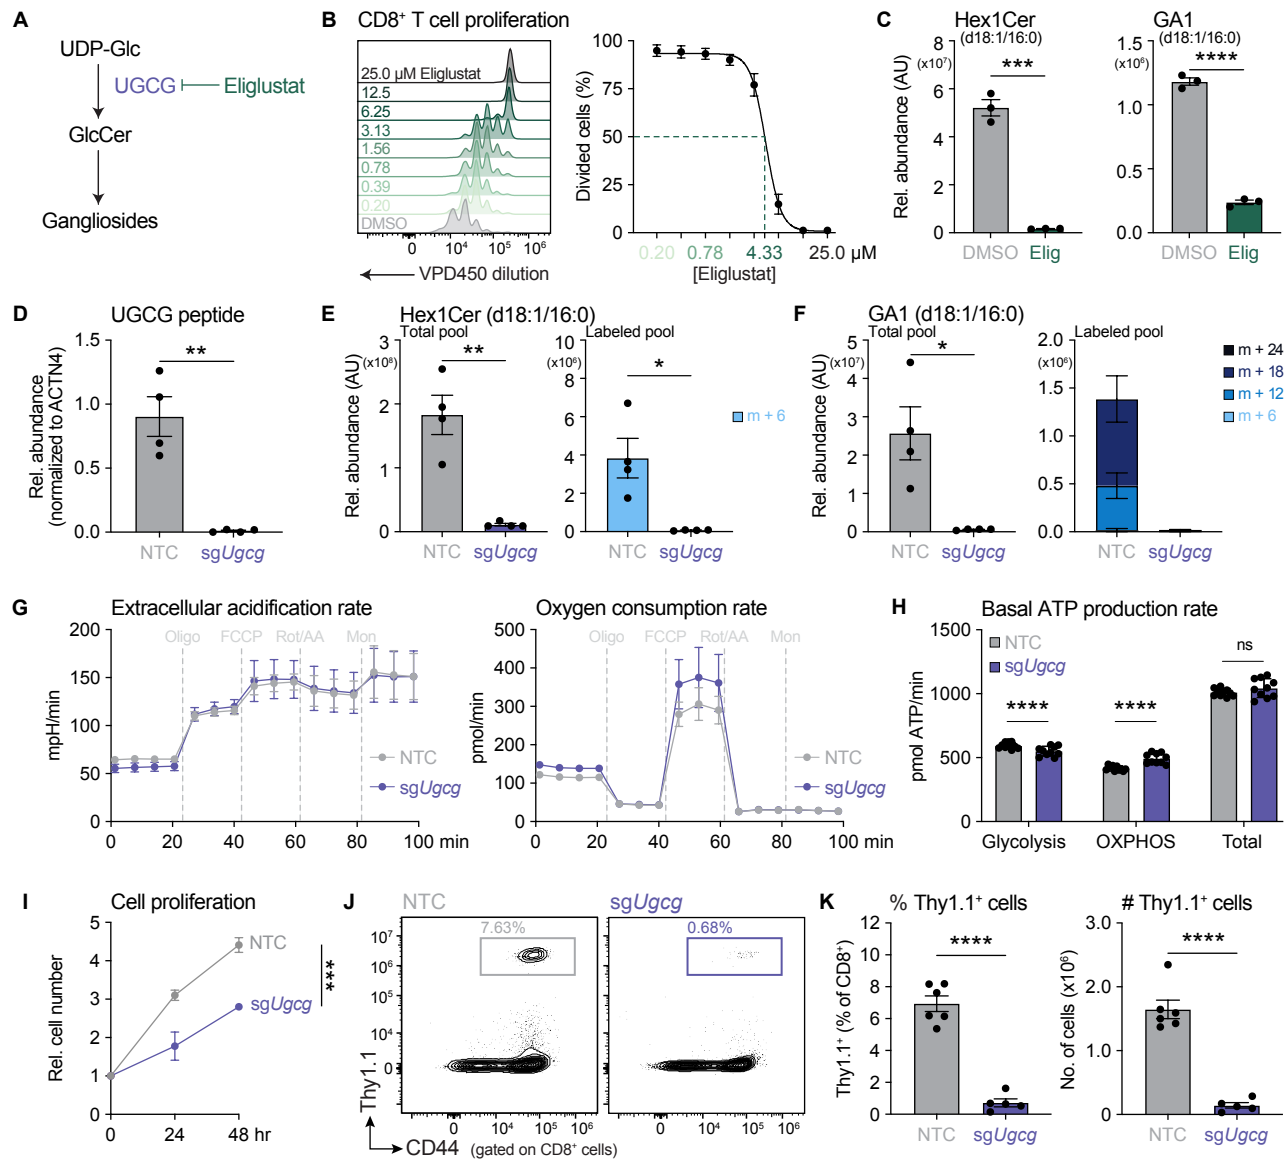 A
UDP-Glc
UGCG
Eliglustat
GlcCer
Gangliosides
B
CD8+ T cell proliferation
25.0 µM Eliglustat
12.5
6.25
3.13
1.56
0.78
0.39
0.20
DMSO
0 10⁴ 10⁵ 10⁶
VPD450 dilution
Divided cells (%)
100
75
50
25
0
0.20 0.78 4.33 25.0 µM
[Eliglustat]
C
Hex1Cer
(d18:1/16:0)
Rel. abundance (AU)
(x10⁷)
8
6
4
2
0
***
DMSO Elig
GA1
(d18:1/16:0)
(x10⁶)
1.5
1.0
0.5
0.0
****
DMSO Elig
D
UGCG peptide
Rel. abundance
(normalized to ACTN4)
1.5
1.0
0.5
0.0
**
NTC sgUgcg
E
Hex1Cer (d18:1/16:0)
Total pool
Rel. abundance (AU)
(x10⁸)
3
2
1
0
**
NTC sgUgcg
Labeled pool
(x10⁶)
10
8
6
4
2
0
*
m + 6
NTC sgUgcg
F
GA1 (d18:1/16:0)
Total pool
Rel. abundance (AU)
(x10⁷)
5
4
3
2
1
0
*
NTC sgUgcg
Labeled pool
(x10⁶)
2.0
1.5
1.0
0.5
0.0
NTC sgUgcg
m + 24
m + 18
m + 12
m + 6
G
Extracellular acidification rate
mpH/min
200
150
100
50
0
Oligo FCCP Rot/AA Mon
NTC
sgUgcg
0 20 40 60 80 100 min
Oxygen consumption rate
pmol/min
500
400
300
200
100
0
Oligo FCCP Rot/AA Mon
NTC
sgUgcg
0 20 40 60 80 100 min
H
Basal ATP production rate
pmol ATP/min
1500
1000
500
0
NTC
sgUgcg
**** **** ns
Glycolysis OXPHOS Total
I
Cell proliferation
Rel. cell number
5
4
3
2
1
0
NTC
sgUgcg
***
0 24 48 hr
J
NTC
7.63%
sgUgcg
0.68%
Thy1.1
10⁷
10⁶
10⁵
10⁴
0
0 10⁴ 10⁵ 10⁶
0 10⁴ 10⁵ 10⁶
CD44 (gated on CD8+ cells)
K
% Thy1.1+ cells
Thy1.1+ (% of CD8+)
12
10
8
6
4
2
0
****
NTC sgUgcg
# Thy1.1+ cells
No. of cells (x10⁶)
3.0
2.0
1.0
0.0
****
NTC sgUgcg